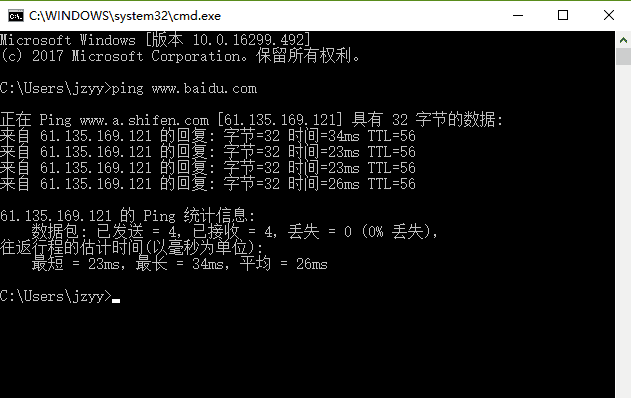 C:\WINDOWS\system32\cmd.exe
Microsoft Windows [版本 10.0.16299.492]
(c) 2017 Microsoft Corporation。保留所有权利。
C:\Users\jzyy>ping www.baidu.com
正在 Ping www.a.shifen.com [61.135.169.121] 具有 32 字节的数据:
来自 61.135.169.121 的回复: 字节=32 时间=34ms TTL=56
来自 61.135.169.121 的回复: 字节=32 时间=23ms TTL=56
来自 61.135.169.121 的回复: 字节=32 时间=23ms TTL=56
来自 61.135.169.121 的回复: 字节=32 时间=26ms TTL=56
61.135.169.121 的 Ping 统计信息:
数据包: 已发送 = 4，已接收 = 4，丢失 = 0 (0% 丢失)，
往返行程的估计时间(以毫秒为单位):
最短 = 23ms，最长 = 34ms，平均 = 26ms
C:\Users\jzyy>